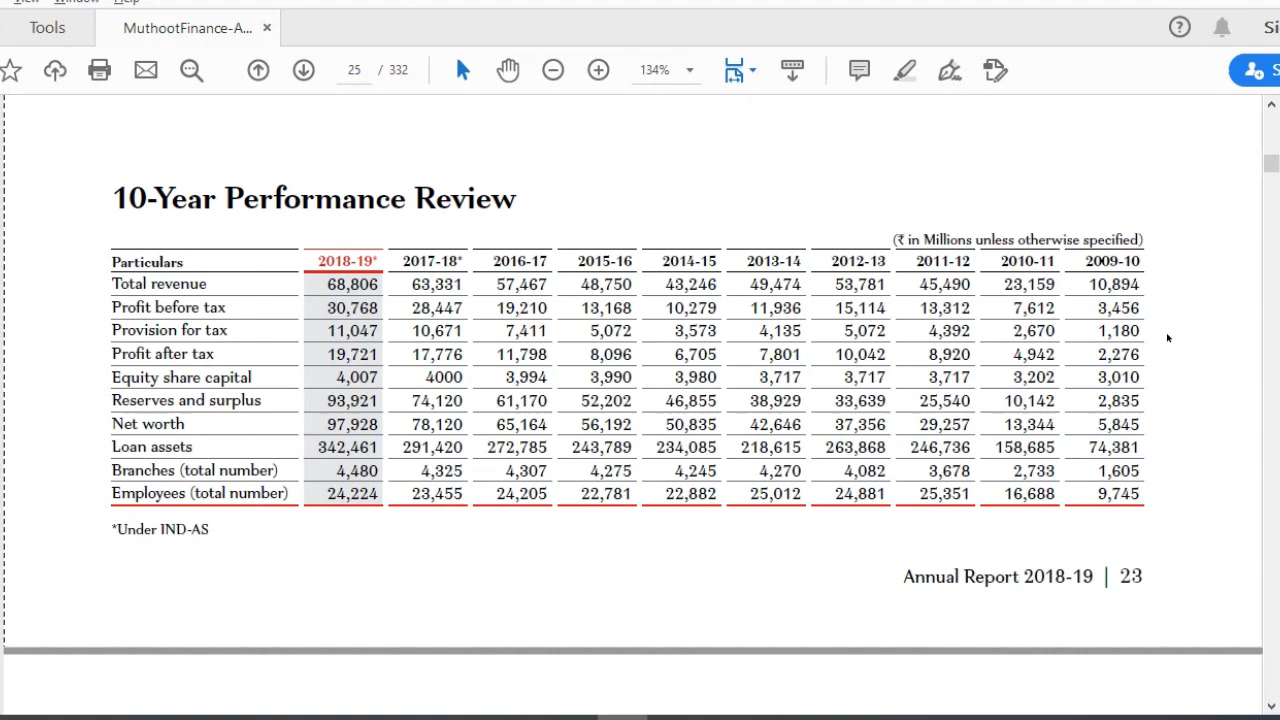 Tools MuthootFinance-A... × Si
25 / 332 134% S
10-Year Performance Review
(₹ in Millions unless otherwise specified)
Particulars 2018-19* 2017-18* 2016-17 2015-16 2014-15 2013-14 2012-13 2011-12 2010-11 2009-10
Total revenue 68,806 63,331 57,467 48,750 43,246 49,474 53,781 45,490 23,159 10,894
Profit before tax 30,768 28,447 19,210 13,168 10,279 11,936 15,114 13,312 7,612 3,456
Provision for tax 11,047 10,671 7,411 5,072 3,573 4,135 5,072 4,392 2,670 1,180
Profit after tax 19,721 17,776 11,798 8,096 6,705 7,801 10,042 8,920 4,942 2,276
Equity share capital 4,007 4000 3,994 3,990 3,980 3,717 3,717 3,717 3,202 3,010
Reserves and surplus 93,921 74,120 61,170 52,202 46,855 38,929 33,639 25,540 10,142 2,835
Net worth 97,928 78,120 65,164 56,192 50,835 42,646 37,356 29,257 13,344 5,845
Loan assets 342,461 291,420 272,785 243,789 234,085 218,615 263,868 246,736 158,685 74,381
Branches (total number) 4,480 4,325 4,307 4,275 4,245 4,270 4,082 3,678 2,733 1,605
Employees (total number) 24,224 23,455 24,205 22,781 22,882 25,012 24,881 25,351 16,688 9,745
*Under IND-AS
Annual Report 2018-19 | 23